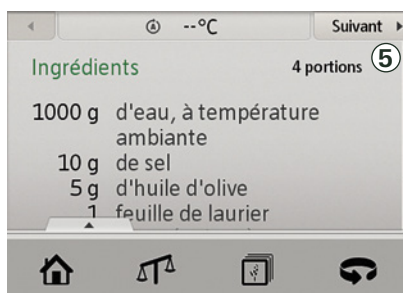 --°C Suivant
Ingrédients 4 portions 5
1000 g d'eau, à température
ambiante
10 g de sel
5 g d'huile d'olive
1 feuille de laurier